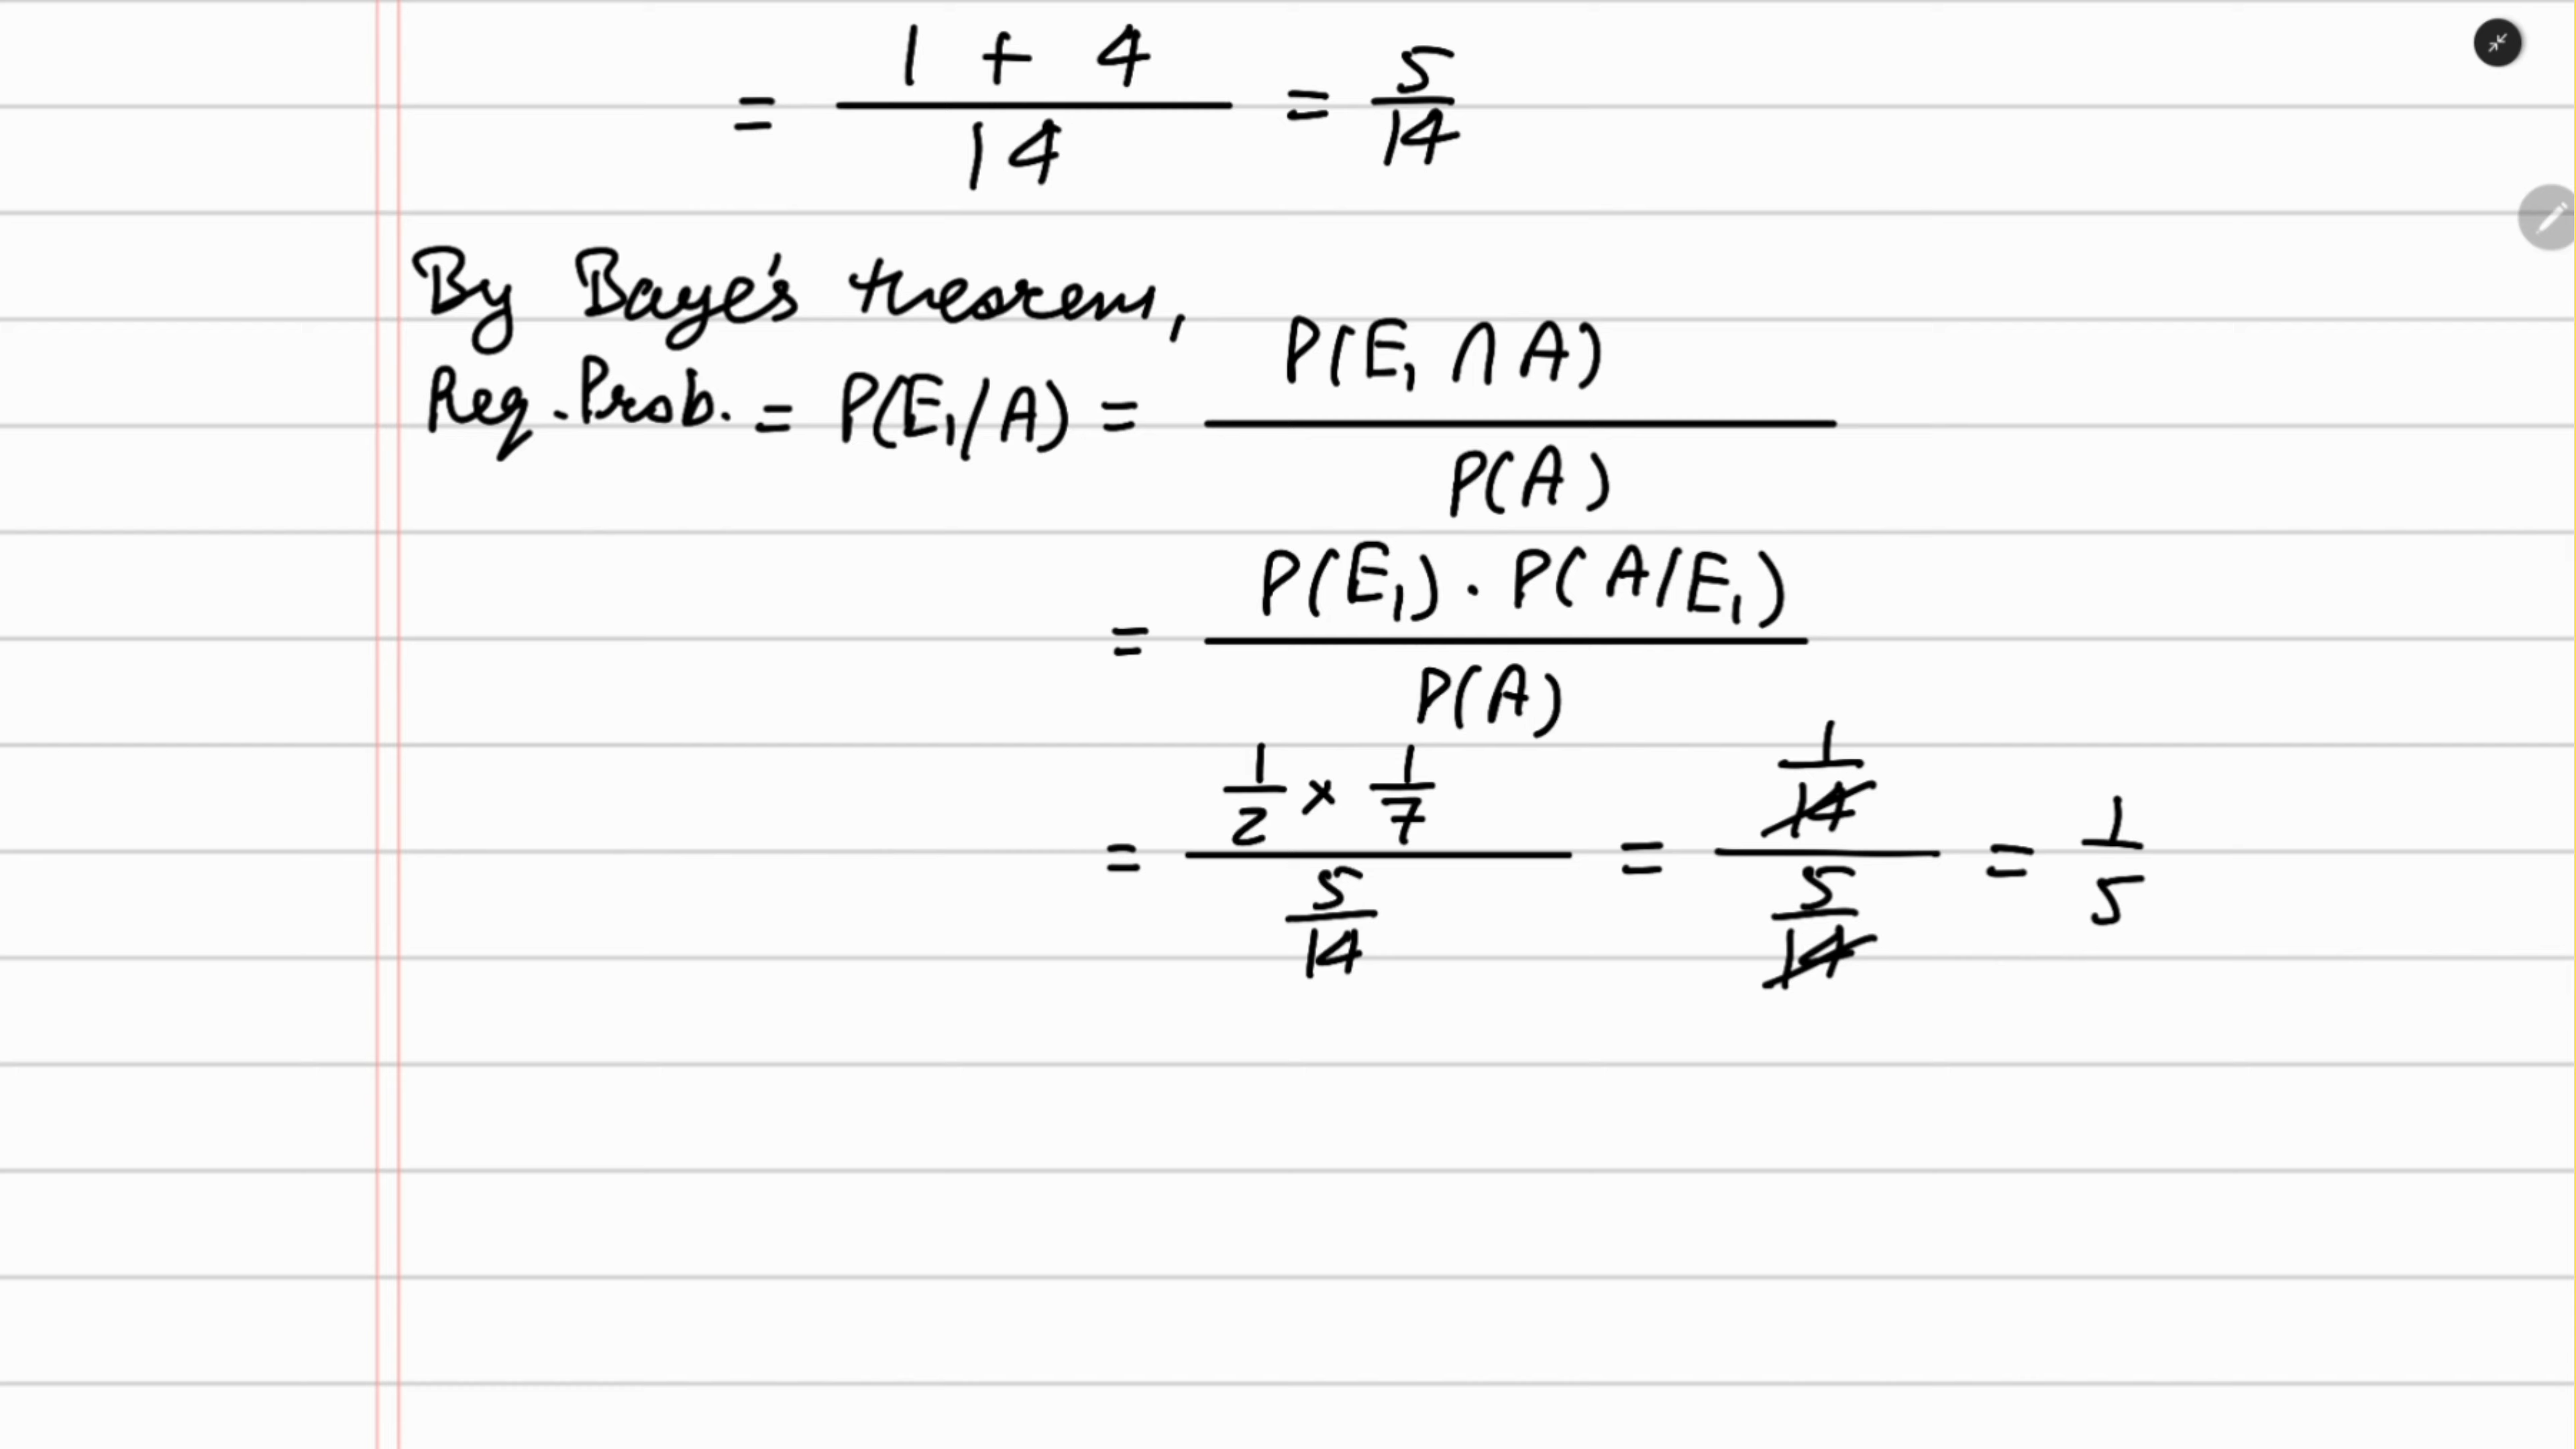 = (1 + 4)/14 = 5/14
By Baye's theorem,
Req. Prob. = P(E₁/A) = P(E₁ ∩ A)/P(A)
= P(E₁) · P(A/E₁)/P(A)
= (1/2 × 1/7)/(5/14) = (1/14)/(5/14) = 1/5